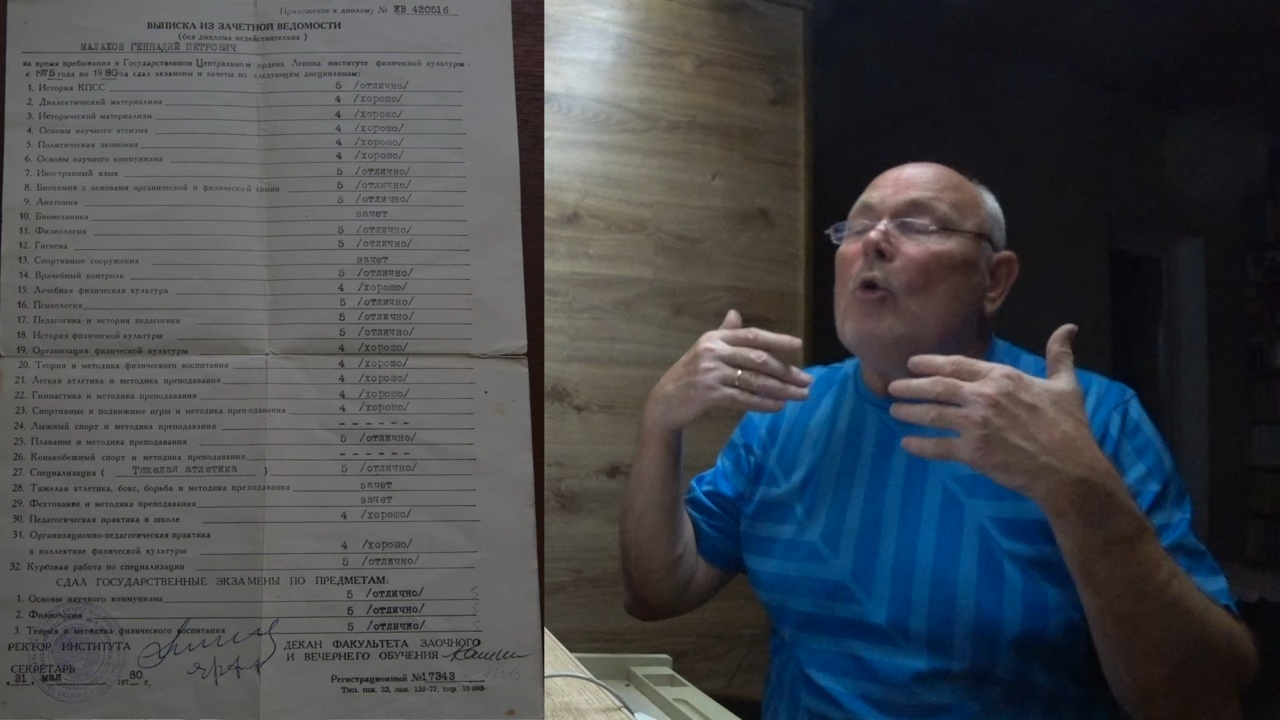 Приложение к диплому № ИВ 420516
ВЫПИСКА ИЗ ЗАЧЕТНОЙ ВЕДОМОСТИ
(без диплома недействительна)
МАЛАХОВ ГЕННАДИЙ ПЕТРОВИЧ
за время пребывания в Государственном Центральном ордена Ленина институте физической культуры
с 1975 года по 1980 год сдал экзамены и зачеты по следующим дисциплинам:
1. История КПСС 5 /отлично/
2. Диалектический материализм 4 /хорошо/
3. Исторический материализм 4 /хорошо/
4. Основы научного атеизма 4 /хорошо/
5. Политическая экономия 4 /хорошо/
6. Основы научного коммунизма 4 /хорошо/
7. Иностранный язык 5 /отлично/
8. Биохимия с основами органической и физической химии 5 /отлично/
9. Анатомия 5 /отлично/
10. Биомеханика зачет
11. Физиология 5 /отлично/
12. Гигиена 5 /отлично/
13. Спортивные сооружения зачет
14. Врачебный контроль 5 /отлично/
15. Лечебная физическая культура 4 /хорошо/
16. Психология 5 /отлично/
17. Педагогика и история педагогики 5 /отлично/
18. История физической культуры 5 /отлично/
19. Организация физической культуры 4 /хорошо/
20. Теория и методика физического воспитания 4 /хорошо/
21. Легкая атлетика и методика преподавания 4 /хорошо/
22. Гимнастика и методика преподавания 4 /хорошо/
23. Спортивные и подвижные игры и методика преподавания 4 /хорошо/
24. Лыжный спорт и методика преподавания - - - - - -
25. Плавание и методика преподавания 5 /отлично/
26. Конькобежный спорт и методика преподавания - - - - - -
27. Специализация ( Тяжелая атлетика ) 5 /отлично/
28. Тяжелая атлетика, бокс, борьба и методика преподавания зачет
29. Фехтование и методика преподавания зачет
30. Педагогическая практика в школе 4 /хорошо/
31. Организационно-педагогическая практика
в коллективе физической культуры 4 /хорошо/
32. Курсовая работа по специализации 5 /отлично/
СДАЛ ГОСУДАРСТВЕННЫЕ ЭКЗАМЕНЫ ПО ПРЕДМЕТАМ:
1. Основы научного коммунизма 5 /отлично/
2. Физиология 5 /отлично/
3. Теория и методика физического воспитания 5 /отлично/
РЕКТОР ИНСТИТУТА
ДЕКАН ФАКУЛЬТЕТА ЗАОЧНОГО
И ВЕЧЕРНЕГО ОБУЧЕНИЯ
СЕКРЕТАРЬ
31 мая 1980 г.
Регистрационный №17343